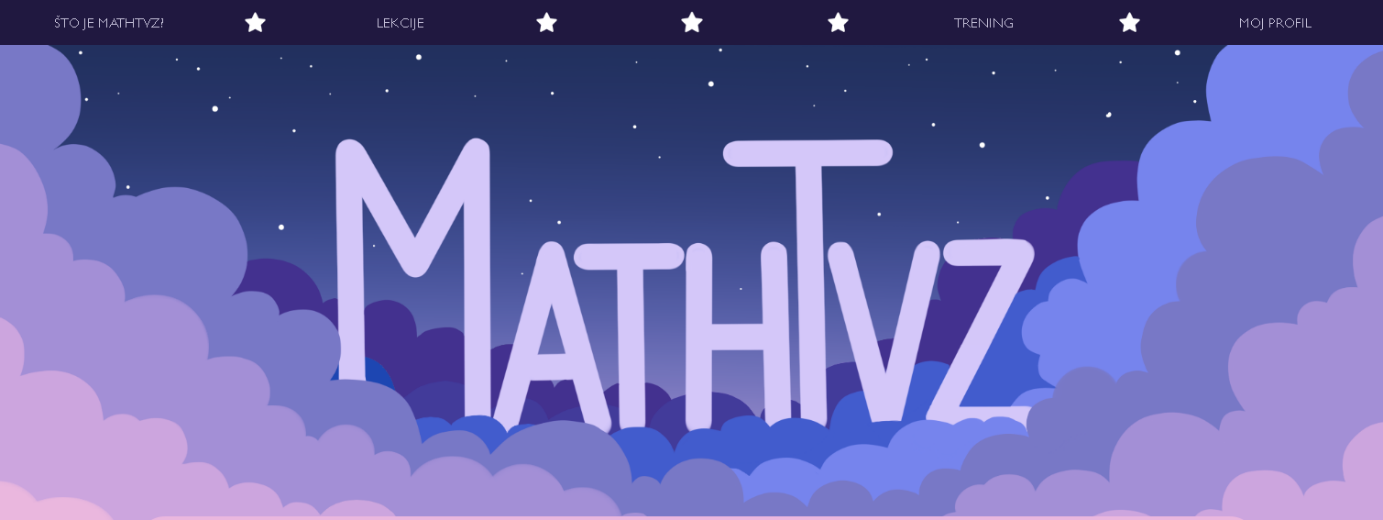 ŠTO JE MATHTVZ?
LEKCIJE
TRENING
MOJ PROFIL
MATHTVZ